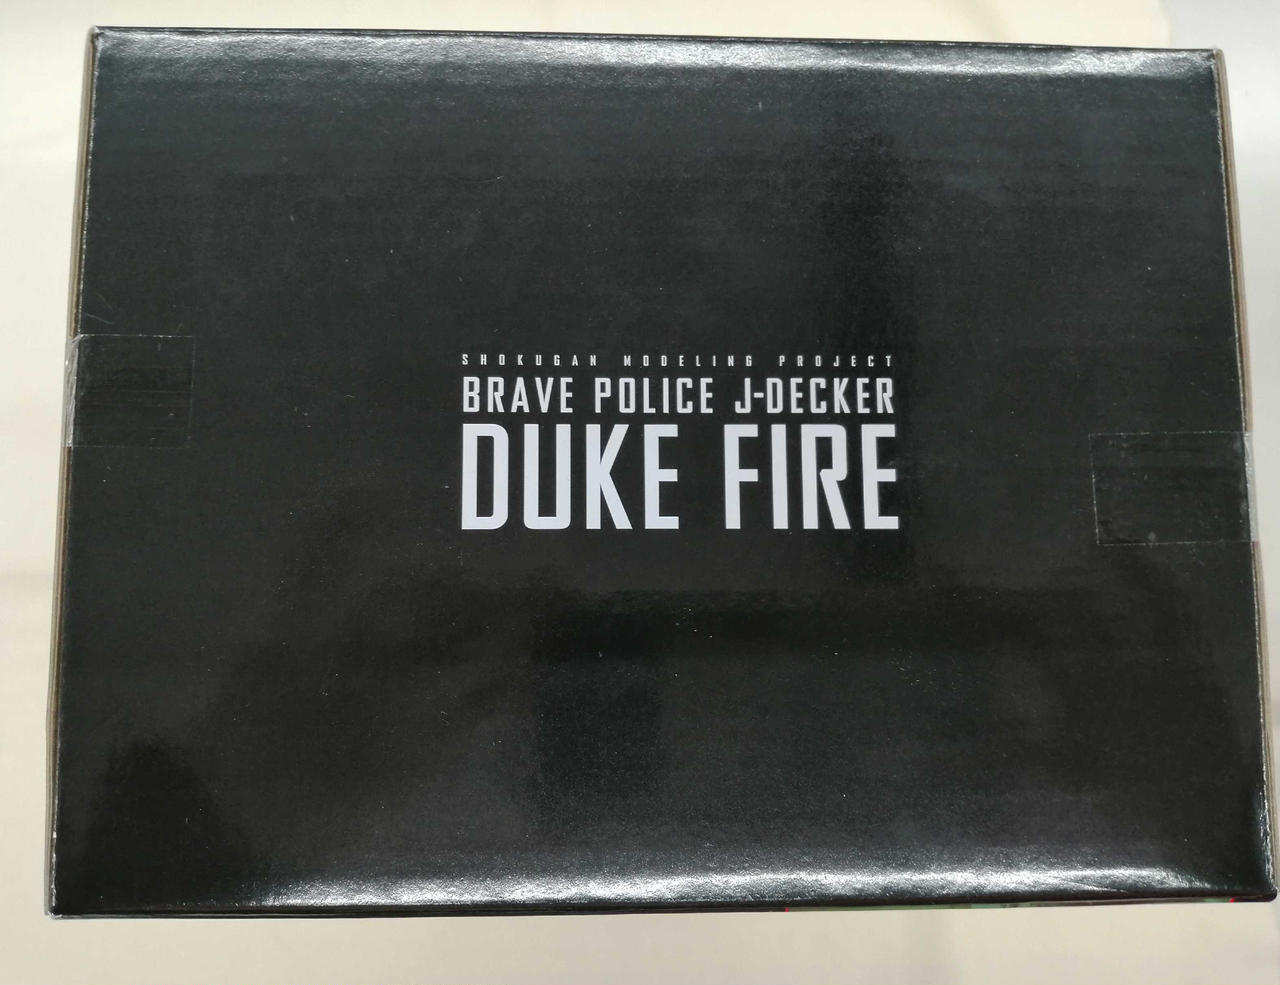 SHOKUGAN MODELING PROJECT
BRAVE POLICE J-DECKER
DUKE FIRE